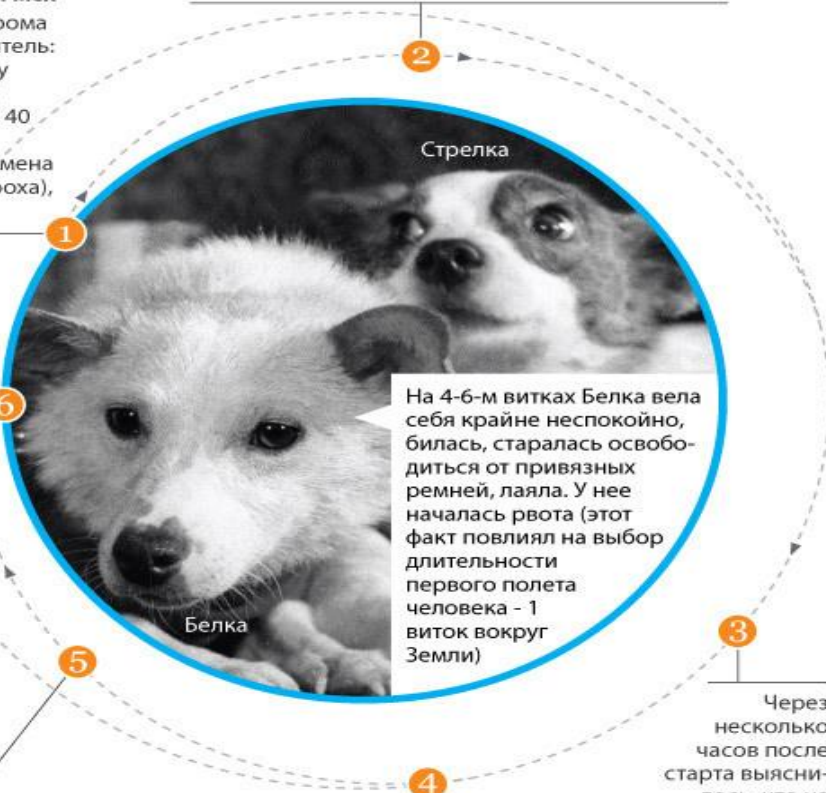 тель:
у
40
мена
2
Стрелка
1
6
На 4-6-м витках Белка вела
себя крайне неспокойно,
билась, старалась освобо-
диться от привязных
ремней, лаяла. У нее
началась рвота (этот
факт повлиял на выбор
длительности
первого полета
человека - 1
виток вокруг
Земли)
Белка
3
5
Через
несколько
часов после
старта выясни-
4